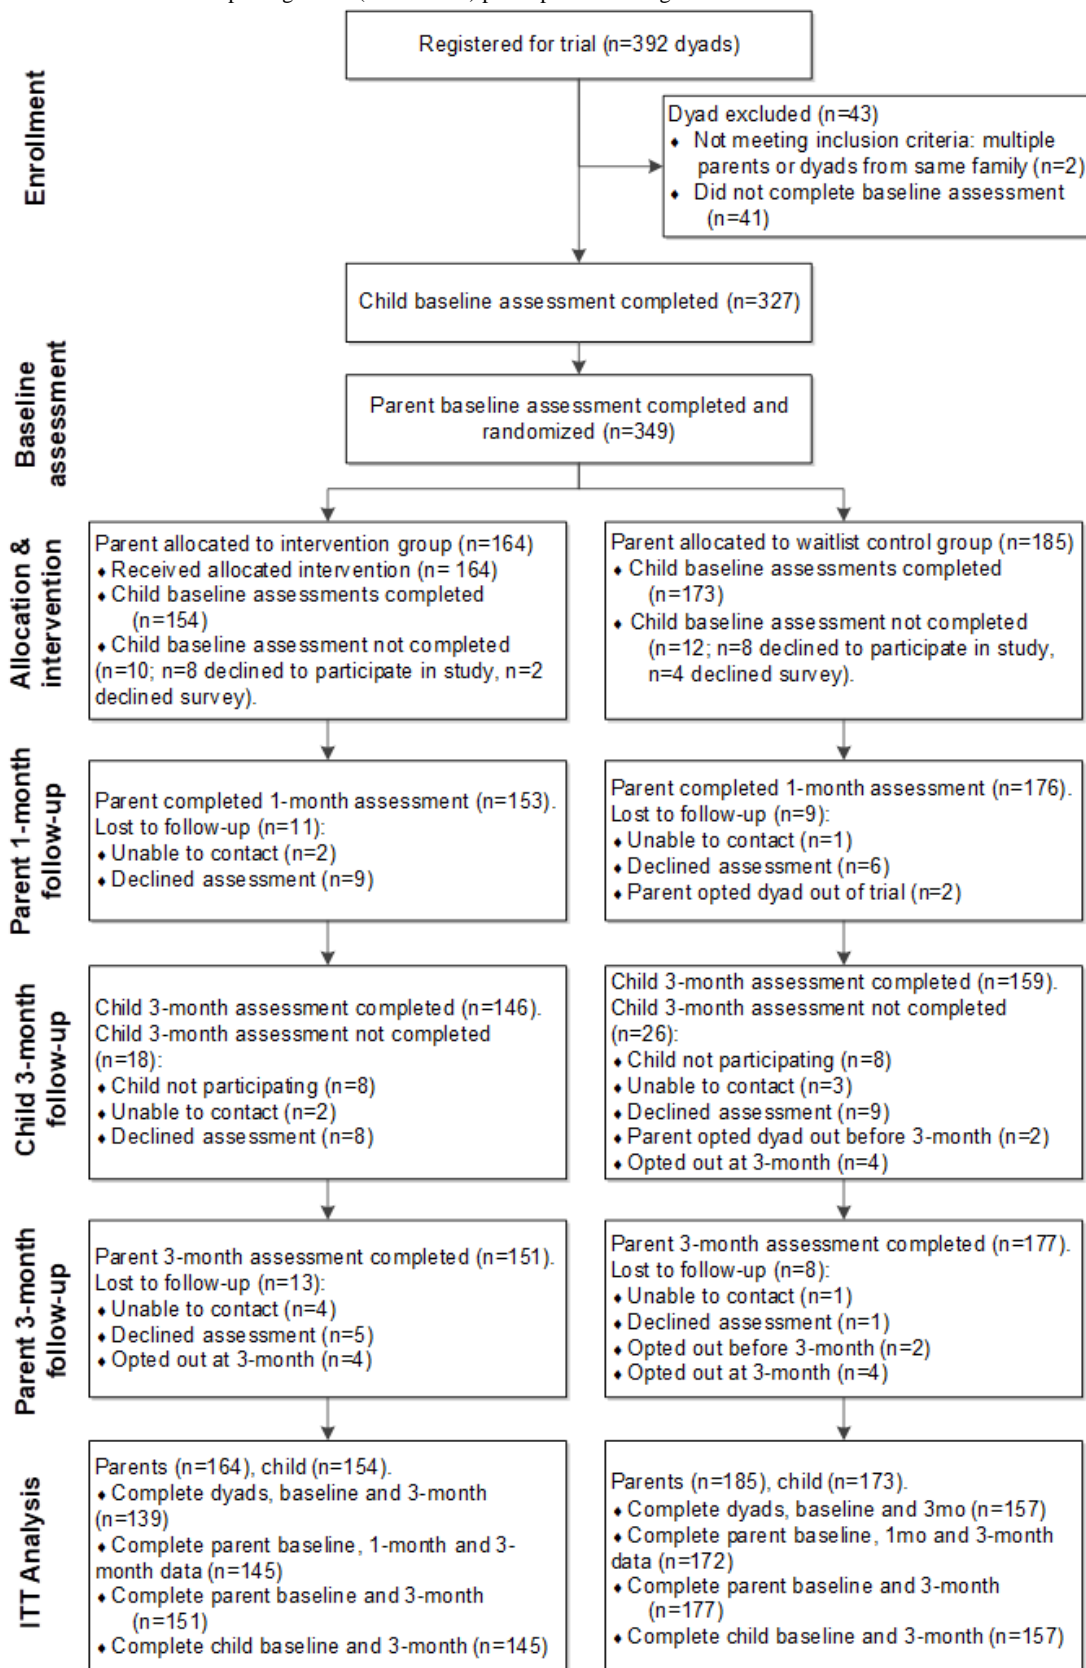 Registered for trial (n=392 dyads)
Enrollment
Dyad excluded (n=43)
♦ Not meeting inclusion criteria: multiple
parents or dyads from same family (n=2)
♦ Did not complete baseline assessment
(n=41)
Child baseline assessment completed (n=327)
Baseline
assessment
Parent baseline assessment completed and
randomized (n=349)
Allocation &
intervention
Parent allocated to intervention group (n=164)
♦ Received allocated intervention (n= 164)
♦ Child baseline assessments completed
(n=154)
♦ Child baseline assessment not completed
(n=10; n=8 declined to participate in study, n=2
declined survey).
Parent allocated to waitlist control group (n=185)
♦ Child baseline assessments completed
(n=173)
♦ Child baseline assessment not completed
(n=12; n=8 declined to participate in study,
n=4 declined survey).
Parent 1-month
follow-up
Parent completed 1-month assessment (n=153).
Lost to follow-up (n=11):
♦ Unable to contact (n=2)
♦ Declined assessment (n=9)
Parent completed 1-month assessment (n=176).
Lost to follow-up (n=9):
♦ Unable to contact (n=1)
♦ Declined assessment (n=6)
♦ Parent opted dyad out of trial (n=2)
Child 3-month
follow-up
Child 3-month assessment completed (n=146).
Child 3-month assessment not completed
(n=18):
♦ Child not participating (n=8)
♦ Unable to contact (n=2)
♦ Declined assessment (n=8)
Child 3-month assessment completed (n=159).
Child 3-month assessment not completed
(n=26):
♦ Child not participating (n=8)
♦ Unable to contact (n=3)
♦ Declined assessment (n=9)
♦ Parent opted dyad out before 3-month (n=2)
♦ Opted out at 3-month (n=4)
Parent 3-month
follow-up
Parent 3-month assessment completed (n=151).
Lost to follow-up (n=13):
♦ Unable to contact (n=4)
♦ Declined assessment (n=5)
♦ Opted out at 3-month (n=4)
Parent 3-month assessment completed (n=177).
Lost to follow-up (n=8):
♦ Unable to contact (n=1)
♦ Declined assessment (n=1)
♦ Opted out before 3-month (n=2)
♦ Opted out at 3-month (n=4)
ITT Analysis
Parents (n=164), child (n=154).
♦ Complete dyads, baseline and 3-month
(n=139)
♦ Complete parent baseline, 1-month and 3-
month data (n=145)
♦ Complete parent baseline and 3-month
(n=151)
♦ Complete child baseline and 3-month (n=145)
Parents (n=185), child (n=173).
♦ Complete dyads, baseline and 3mo (n=157)
♦ Complete parent baseline, 1mo and 3-month
data (n=172)
♦ Complete parent baseline and 3-month
(n=177)
♦ Complete child baseline and 3-month (n=157)